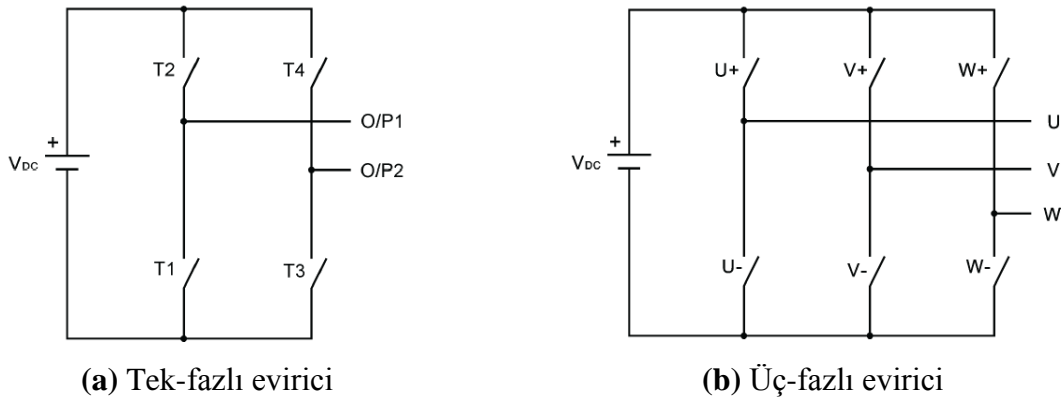 T2
T4
O/P1
+
VDC
O/P2
T1
T3
(a) Tek-fazlı evirici
U+
V+
W+
U
+
VDC
V
W
U-
V-
W-
(b) Üç-fazlı evirici